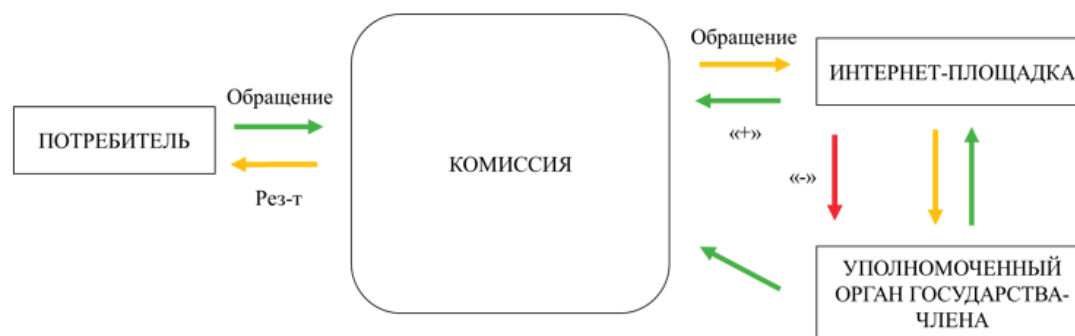 Обращение
ИНТЕРНЕТ-ПЛОЩАДКА
Обращение
ПОТРЕБИТЕЛЬ
«+»
КОМИССИЯ
«-»
Рез-т
УПОЛНОМОЧЕННЫЙ
ОРГАН ГОСУДАРСТВА-
ЧЛЕНА